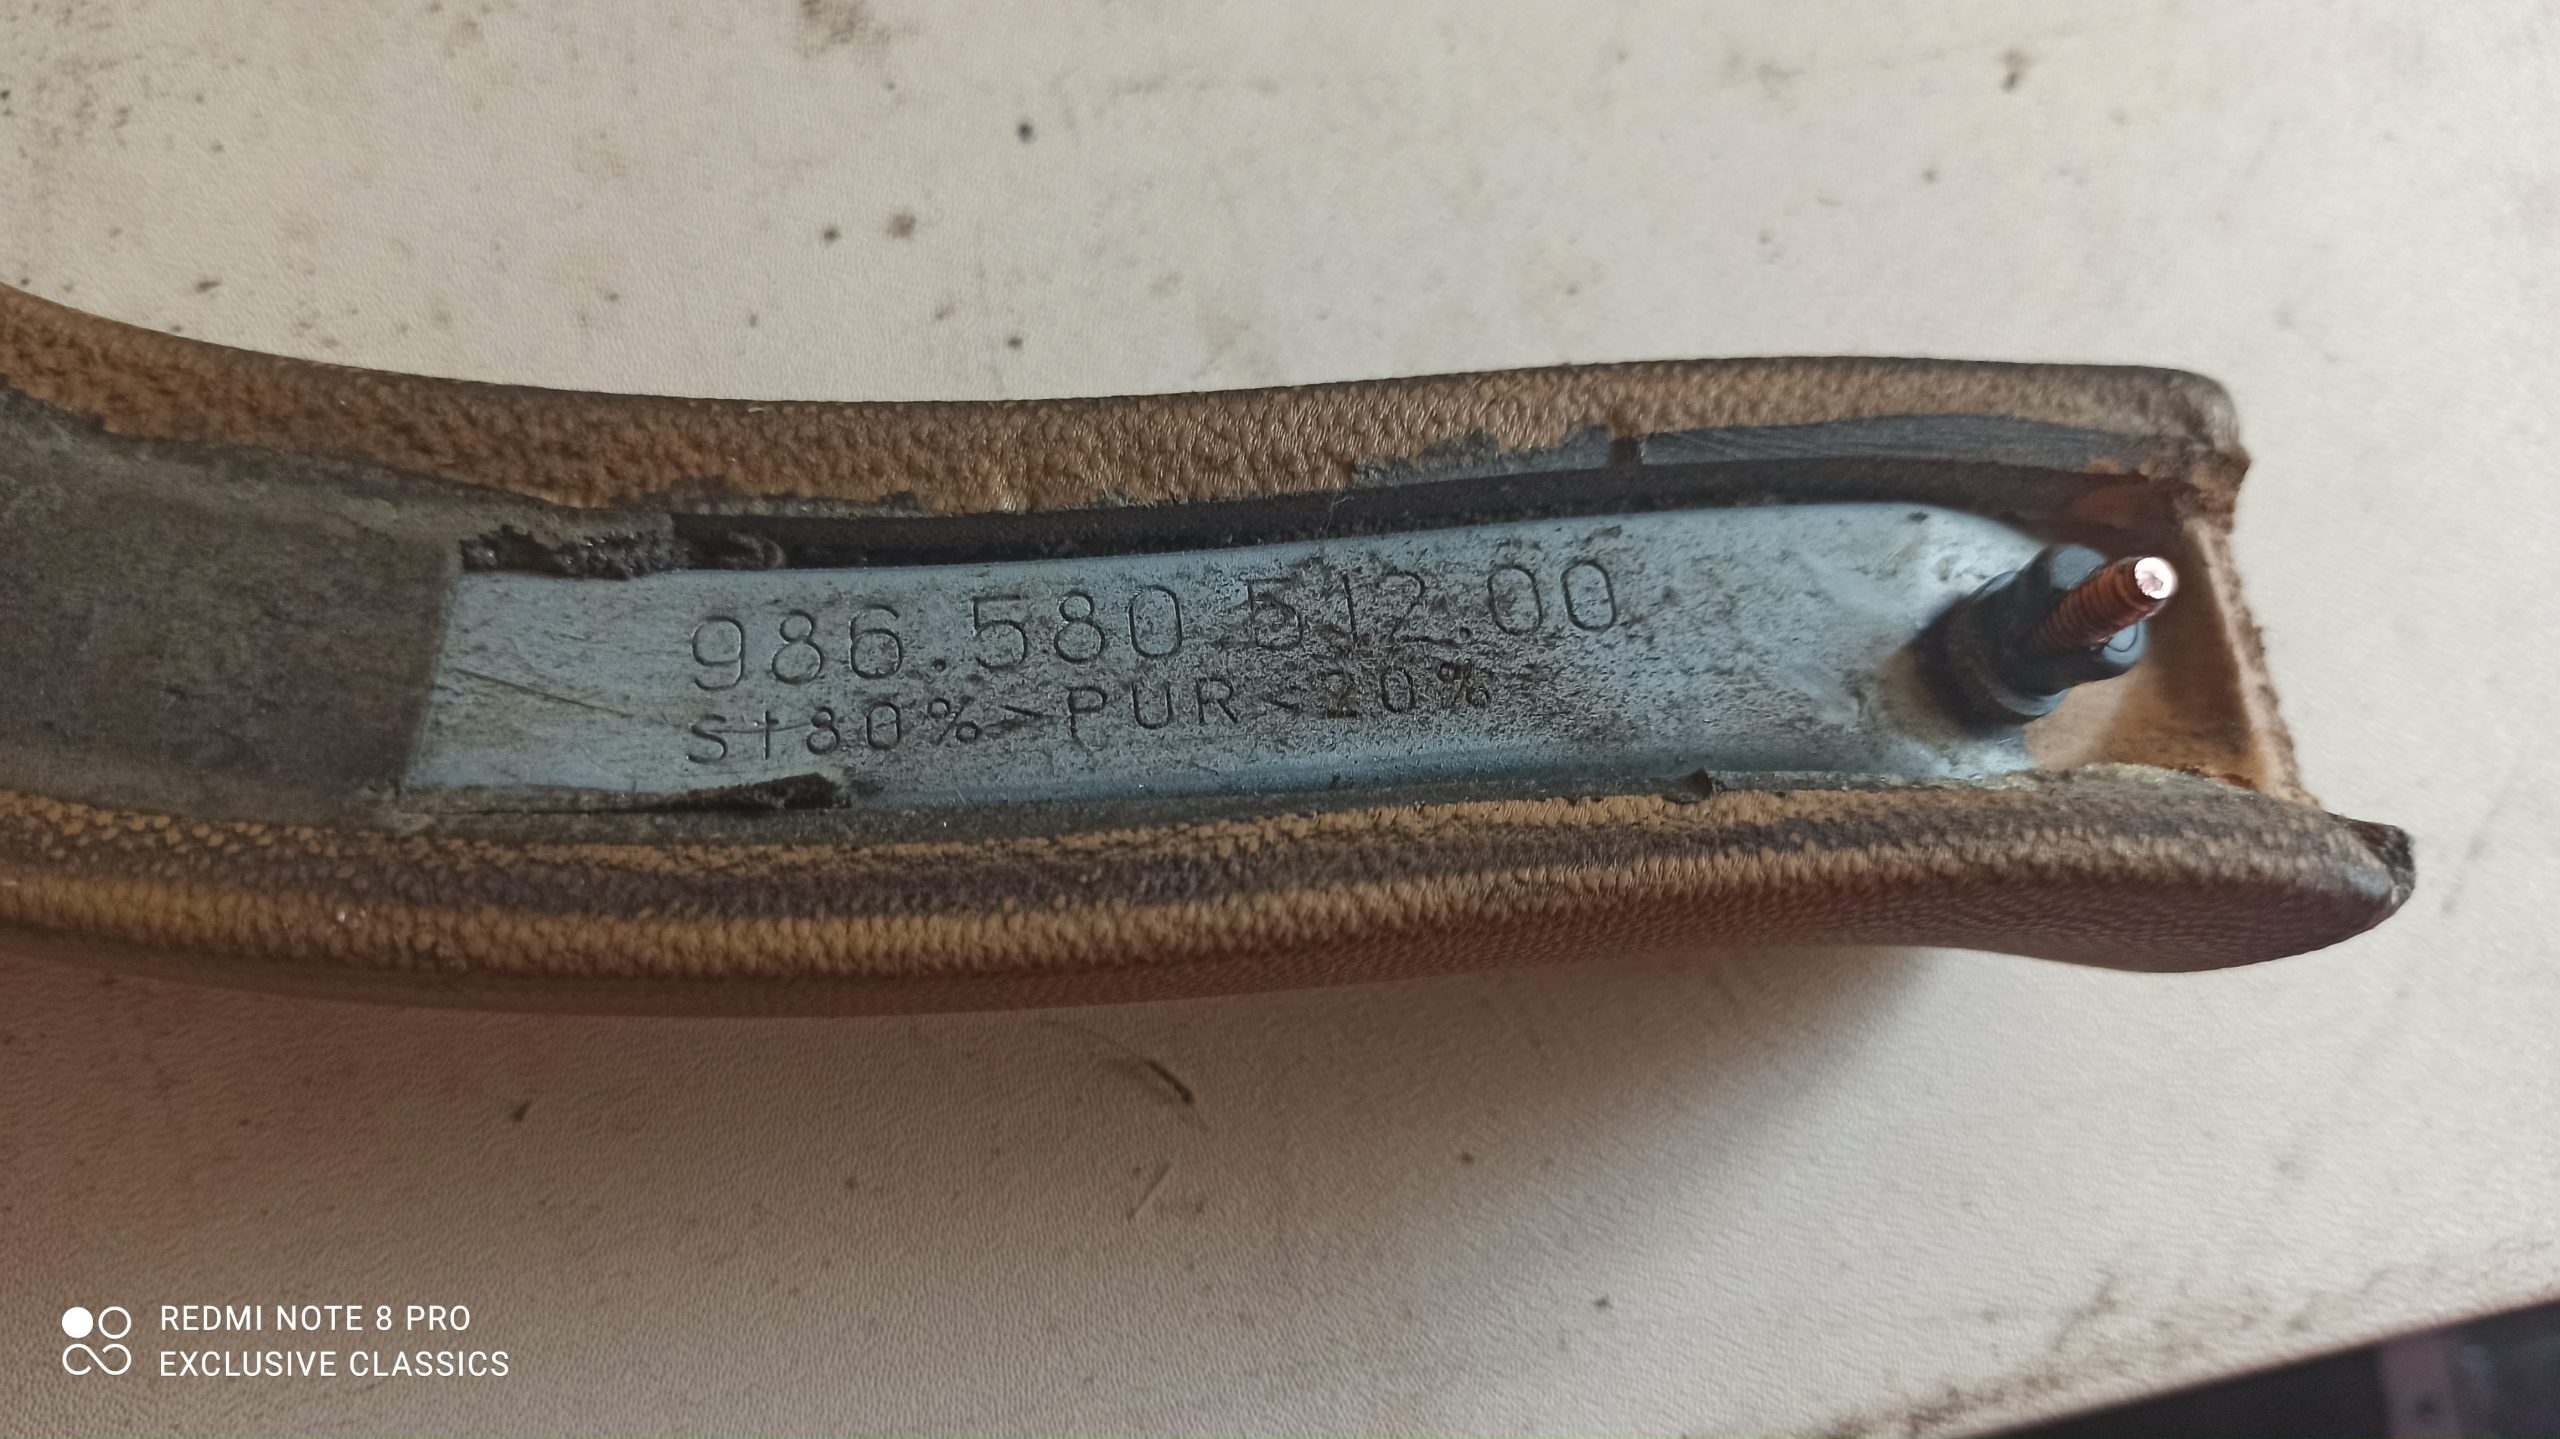 986.580.512.00
St80%>PUR<20%
REDMI NOTE 8 PRO
EXCLUSIVE CLASSICS